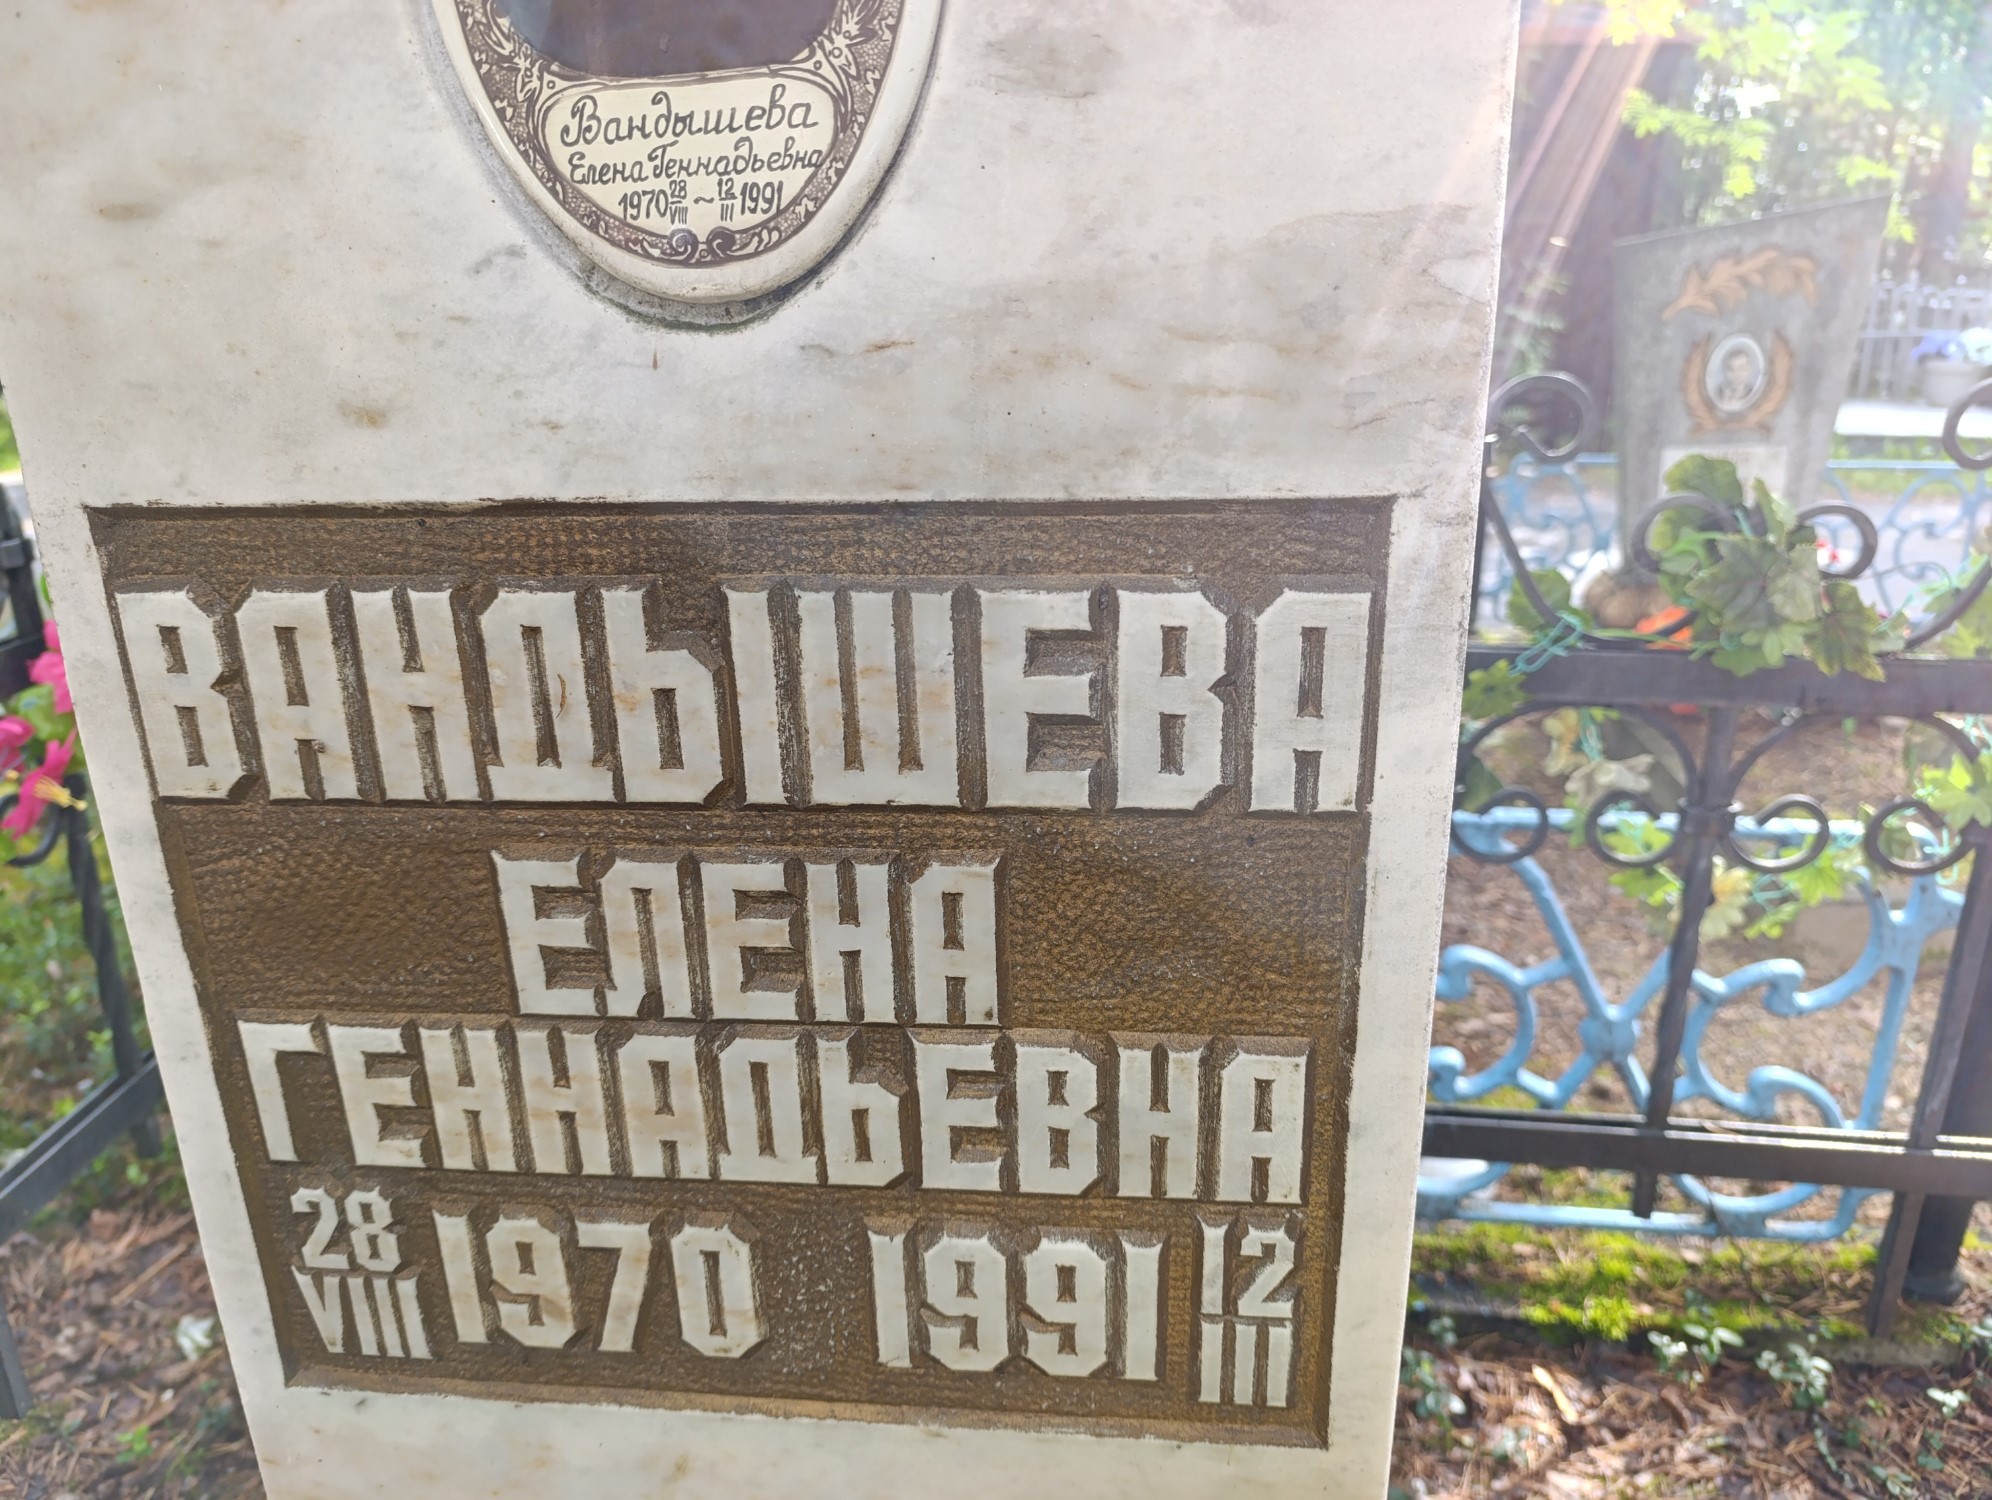 Вандышева
Елена Геннадьевна
1970 28/VIII ~ 12/III 1991
ВАНДЫШЕВА
ЕЛЕНА
ГЕННАДЬЕВНА
28/VIII 1970 1991 12/III